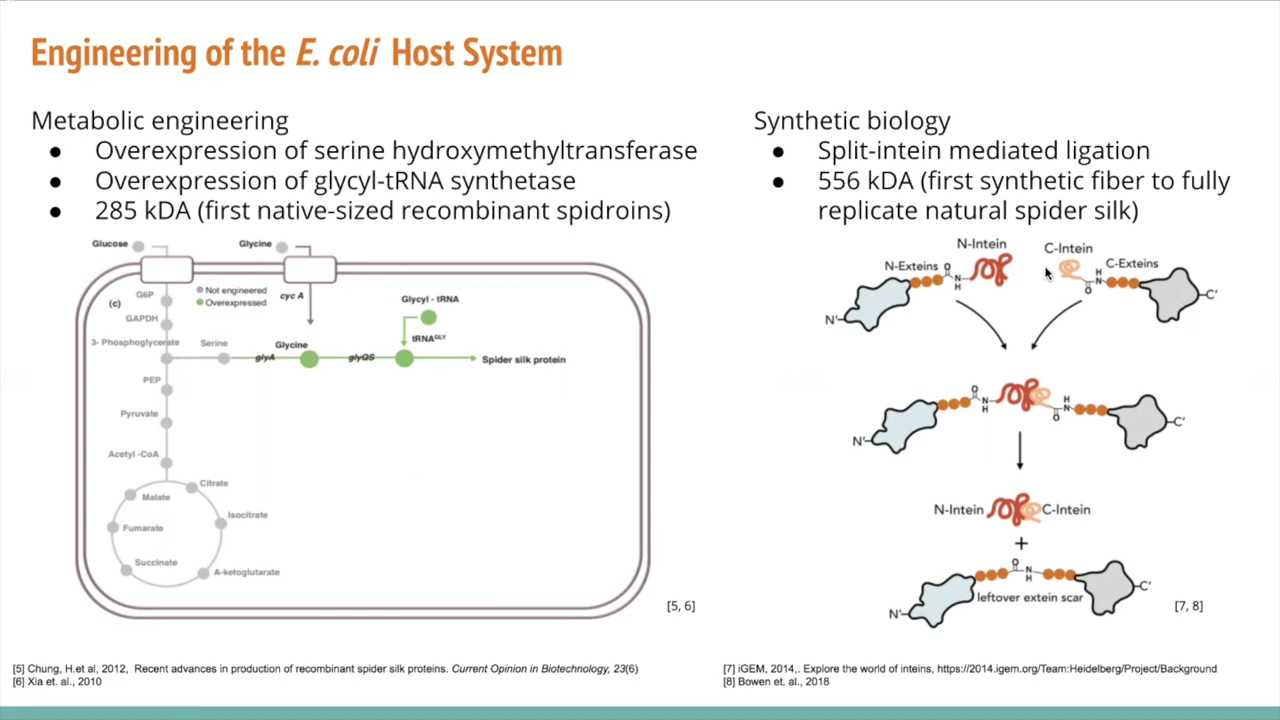 Engineering of the E. coli Host System
Metabolic engineering
● Overexpression of serine hydroxymethyltransferase
● Overexpression of glycyl-tRNA synthetase
● 285 kDA (first native-sized recombinant spidroins)
Glucose
Glycine
G6P
(c)
Not engineered
Overexpressed
cyc A
GAPDH
3- Phosphoglycerate
Serine
Glycine
glyA
glyQS
Glycyl - tRNA
tRNAGLY
Spider silk protein
PEP
Pyruvate
Acetyl -CoA
Citrate
Malate
Isocitrate
Fumarate
Succinate
A-ketoglutarate
[5, 6]
[5] Chung, H.et al, 2012, Recent advances in production of recombinant spider silk proteins. Current Opinion in Biotechnology, 23(6)
[6] Xia et. al., 2010
Synthetic biology
● Split-intein mediated ligation
● 556 kDA (first synthetic fiber to fully
replicate natural spider silk)
N-Intein
C-Intein
N-Exteins
C-Exteins
O
N
H
H
N
O
N'
C'
O
N
H
H
N
O
N'
C'
N-Intein
C-Intein
+
O
N
H
leftover extein scar
N'
C'
[7, 8]
[7] iGEM, 2014,. Explore the world of inteins, https://2014.igem.org/Team:Heidelberg/Project/Background
[8] Bowen et. al., 2018